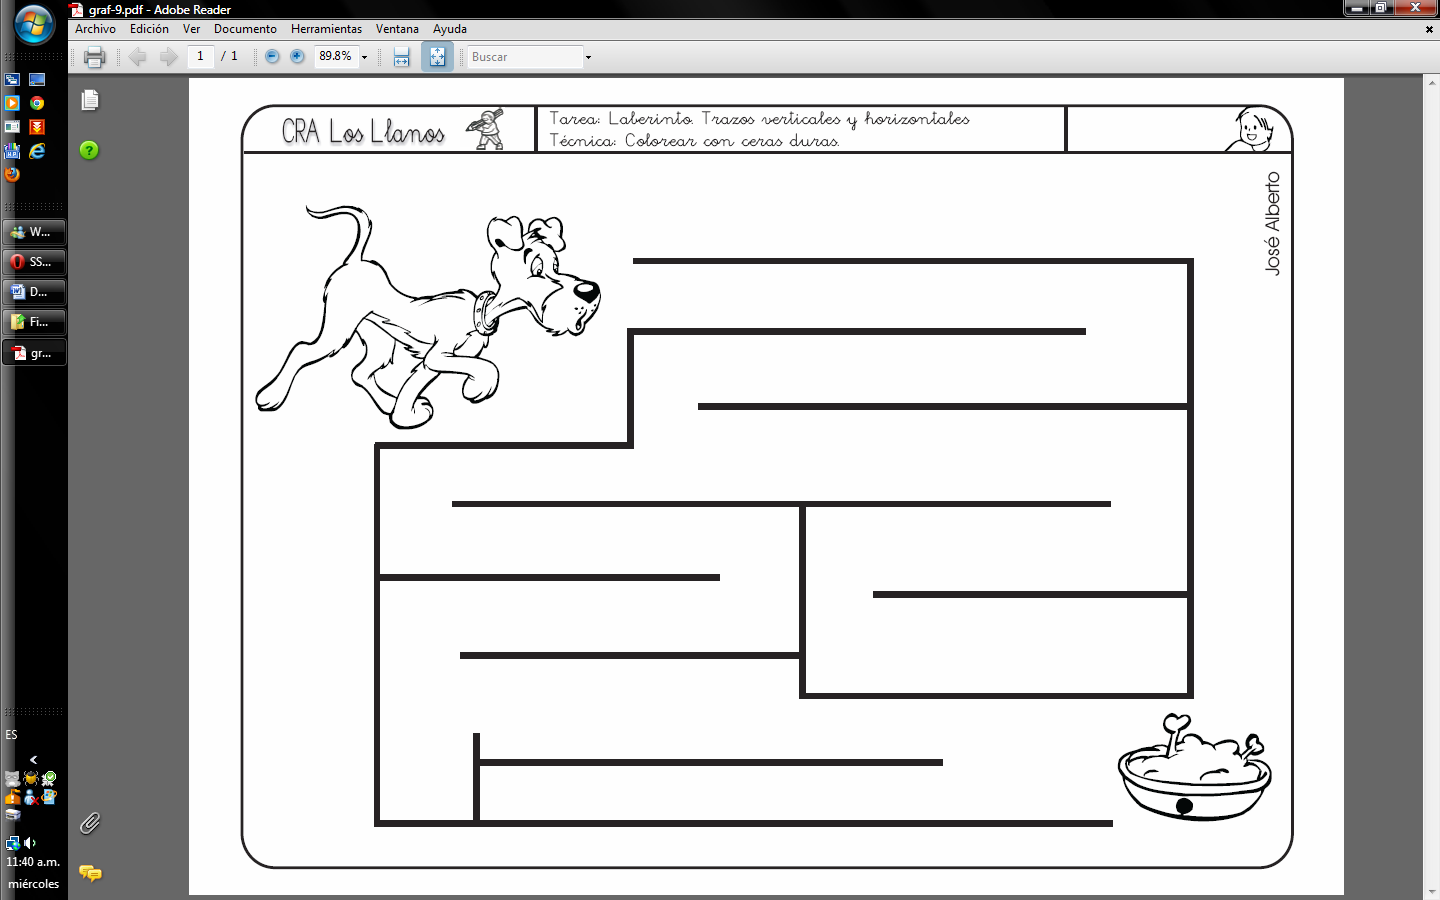 graf-9.pdf - Adobe Reader
Archivo Edición Ver Documento Herramientas Ventana Ayuda
1 / 1 89.8% Buscar
CRA Los Llanos
Tarea: Laberinto. Trazos verticales y horizontales
Técnica: Colorear con ceras duras.
José Alberto
W...
SS...
D...
Fi...
gr...
ES
11:40 a.m.
miércoles